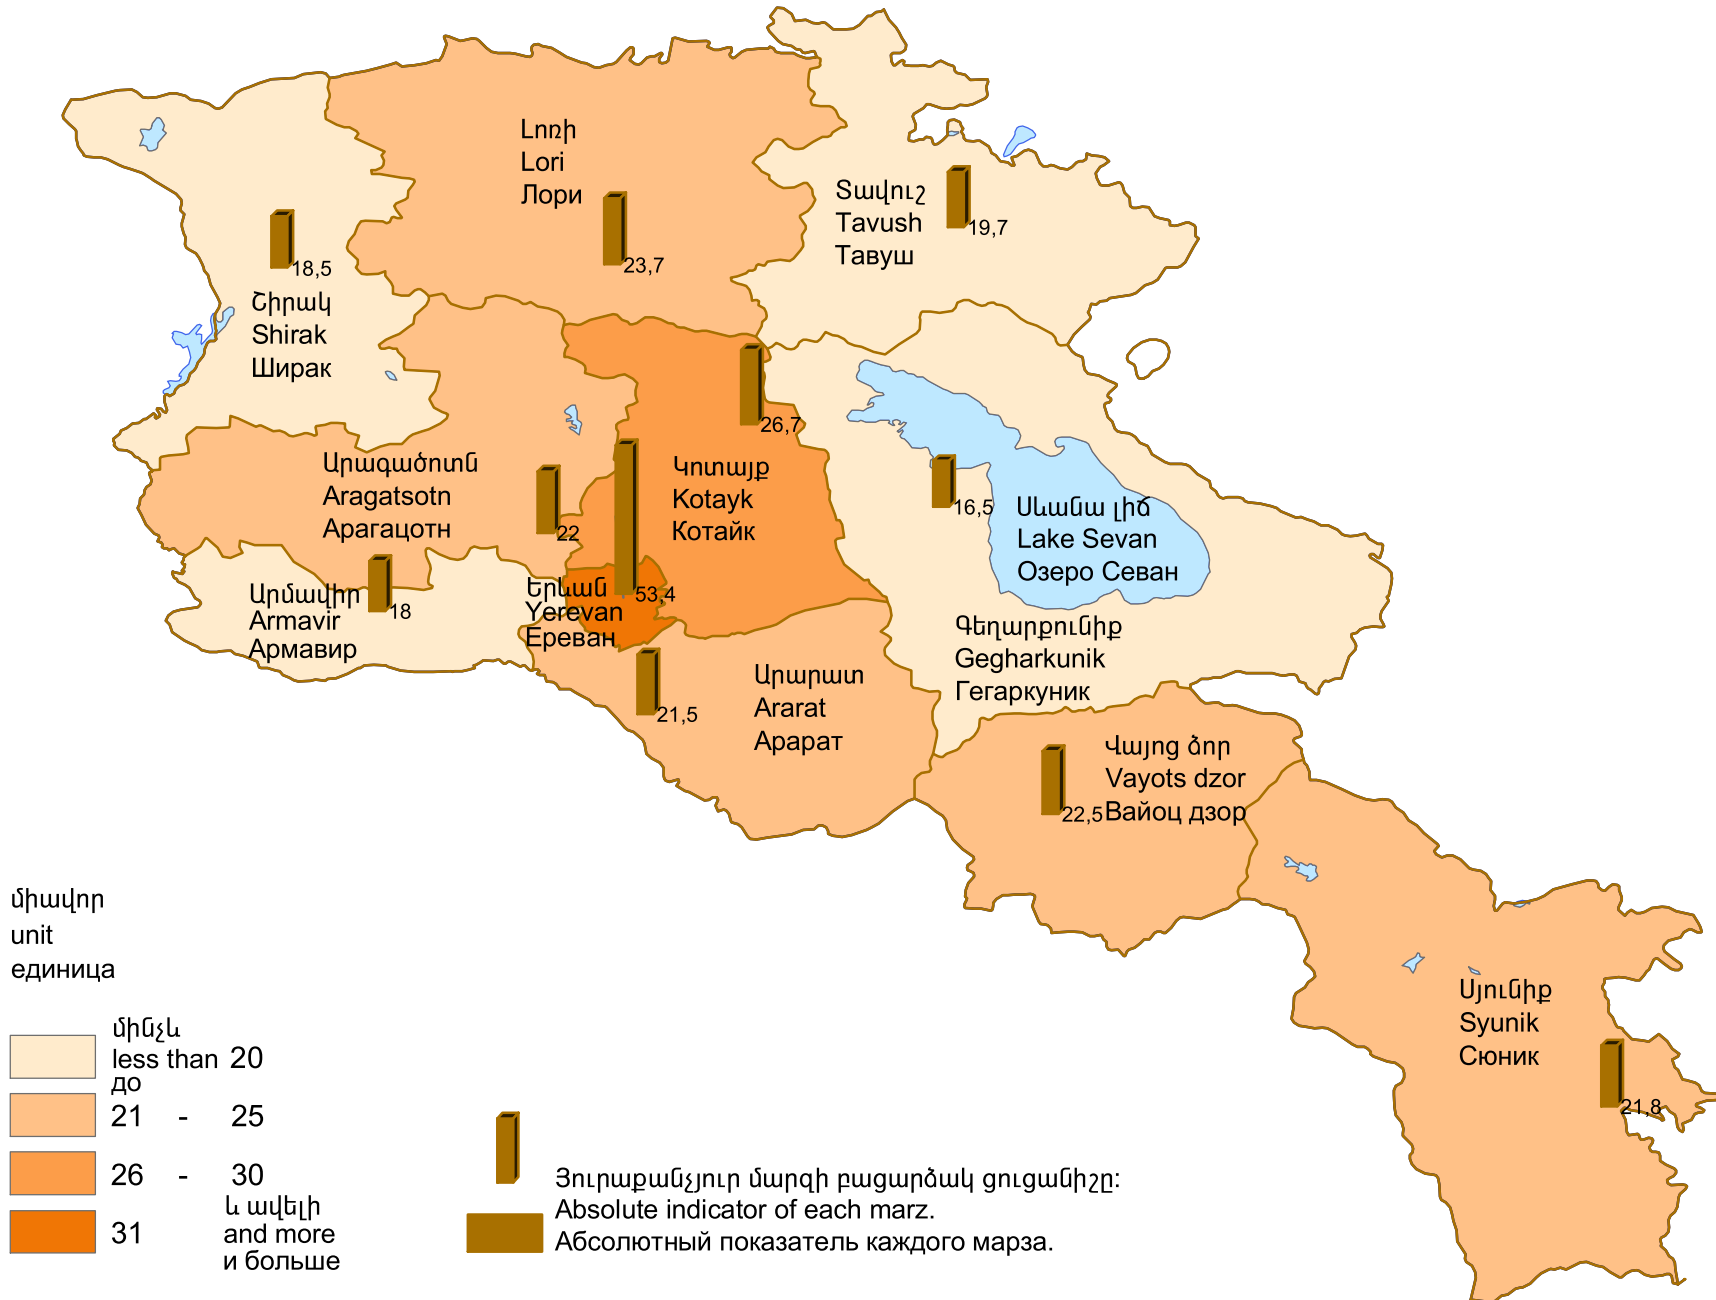 Լոռի
Lori
Лори
23,7
Տավուշ
Tavush
Тавуш
19,7
18,5
Շիրակ
Shirak
Ширак
26,7
Կոտայք
Kotayk
Котайк
Արագածոտն
Aragatsotn
Арагацотн
22
16,5
Սևանա լիճ
Lake Sevan
Озеро Севан
Արմավիր
Armavir
Армавир
18
Երևան
Yerevan
Ереван
53,4
Գեղարքունիք
Gegharkunik
Гегаркуник
21,5
Արարատ
Ararat
Арарат
Վայոց ձոր
Vayots dzor
Вайоц дзор
22,5
Սյունիք
Syunik
Сюник
21,8
միավոր
unit
единица
մինչև
less than 20
до
21 - 25
26 - 30
31 և ավելի
and more
и больше
Յուրաքանչյուր մարզի բացարձակ ցուցանիշը:
Absolute indicator of each marz.
Абсолютный показатель каждого марза.